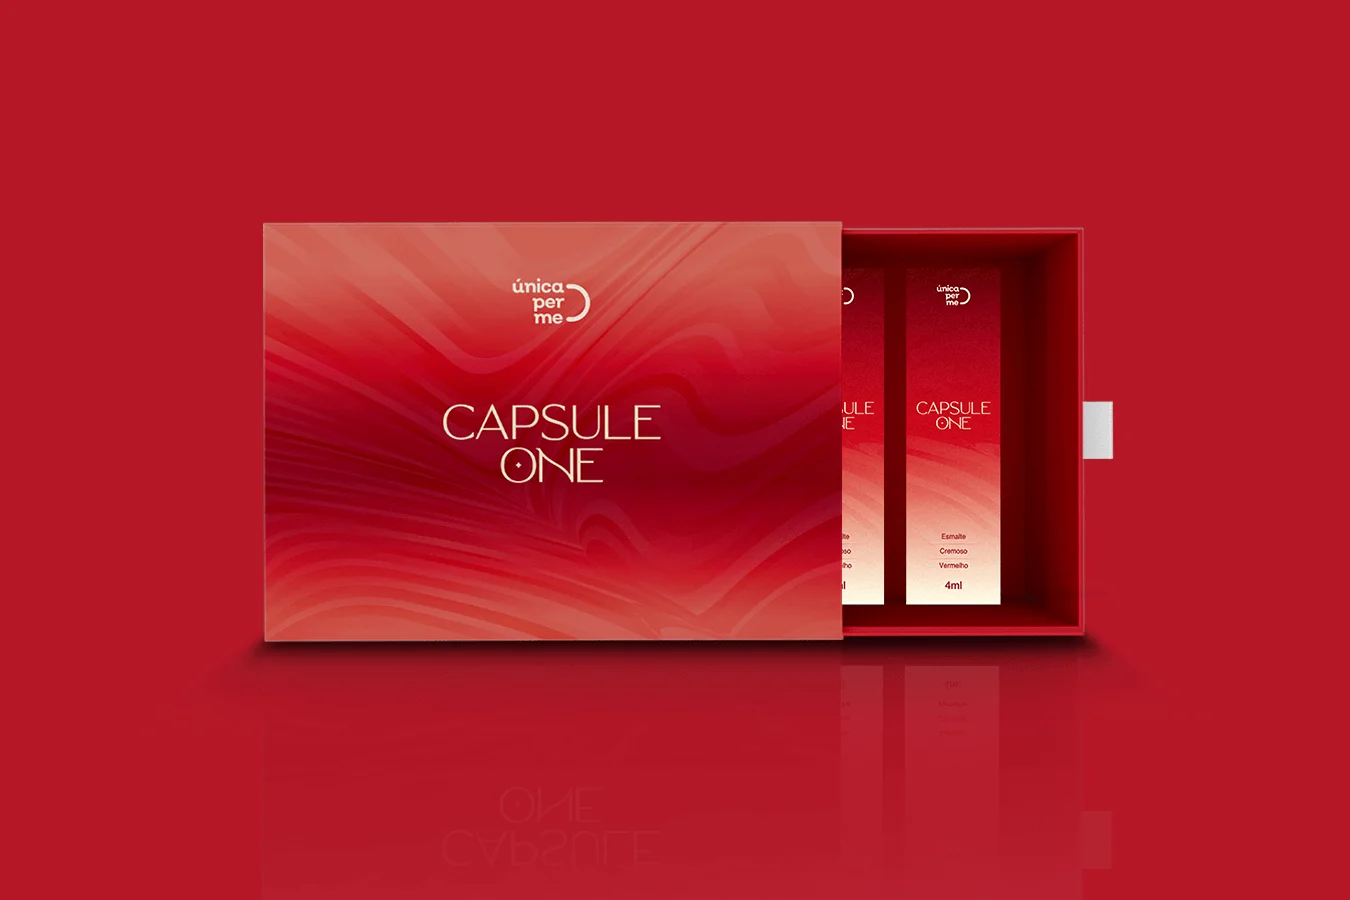 única
per
me
CAPSULE
ONE
única
per
me
CAPSULE
ONE
Esmalte
Cremoso
Vermelho
4ml